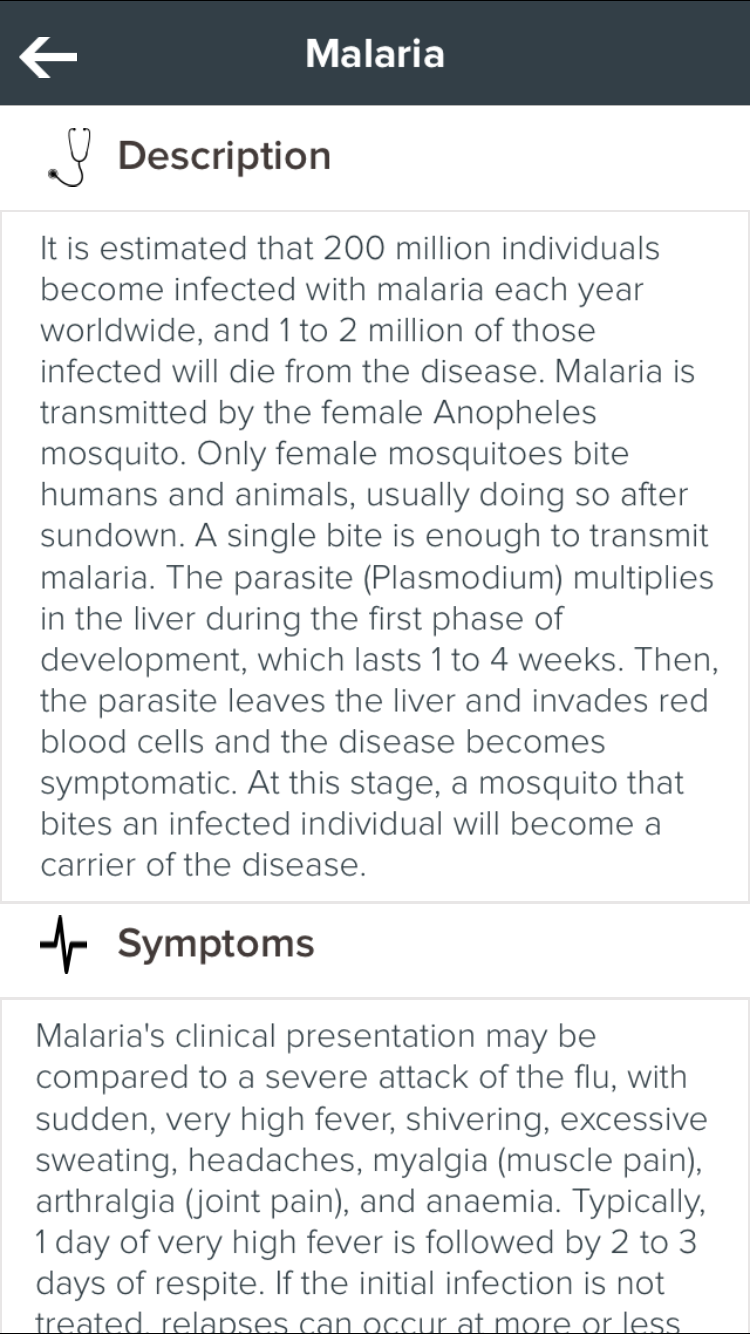 Malaria
Description
It is estimated that 200 million individuals
become infected with malaria each year
worldwide, and 1 to 2 million of those
infected will die from the disease. Malaria is
transmitted by the female Anopheles
mosquito. Only female mosquitoes bite
humans and animals, usually doing so after
sundown. A single bite is enough to transmit
malaria. The parasite (Plasmodium) multiplies
in the liver during the first phase of
development, which lasts 1 to 4 weeks. Then,
the parasite leaves the liver and invades red
blood cells and the disease becomes
symptomatic. At this stage, a mosquito that
bites an infected individual will become a
carrier of the disease.
Symptoms
Malaria's clinical presentation may be
compared to a severe attack of the flu, with
sudden, very high fever, shivering, excessive
sweating, headaches, myalgia (muscle pain),
arthralgia (joint pain), and anaemia. Typically,
1 day of very high fever is followed by 2 to 3
days of respite. If the initial infection is not
treated, relapses can occur at more or less